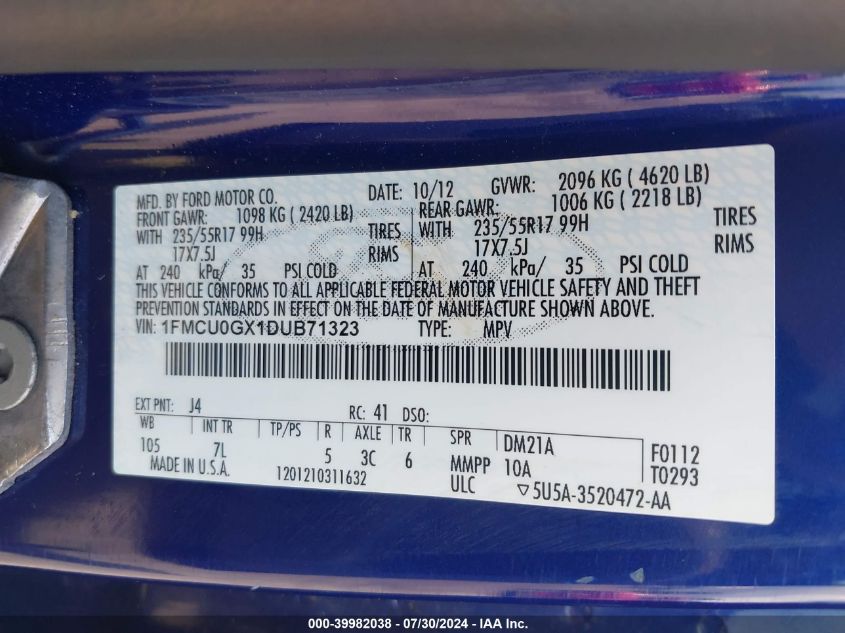 MFD. BY FORD MOTOR CO. DATE: 10/12 GVWR: 2096 KG ( 4620 LB)
FRONT GAWR: 1098 KG ( 2420 LB) REAR GAWR: 1006 KG ( 2218 LB)
WITH 235/55R17 99H TIRES WITH 235/55R17 99H TIRES
17X7.5J RIMS 17X7.5J RIMS
AT 240 kPa/ 35 PSI COLD AT 240 kPa/ 35 PSI COLD
THIS VEHICLE CONFORMS TO ALL APPLICABLE FEDERAL MOTOR VEHICLE SAFETY AND THEFT
PREVENTION STANDARDS IN EFFECT ON THE DATE OF MANUFACTURE SHOWN ABOVE.
VIN: 1FMCU0GX1DUB71323 TYPE: MPV
EXT PNT: J4 RC: 41 DSO:
WB INT TR TP/PS R AXLE TR SPR DM21A F0112
105 7L 5 3C 6 MMPP 10A T0293
MADE IN U.S.A. 1201210311632 ULC ▽5U5A-3520472-AA
000-39982038 - 07/30/2024 - IAA Inc.